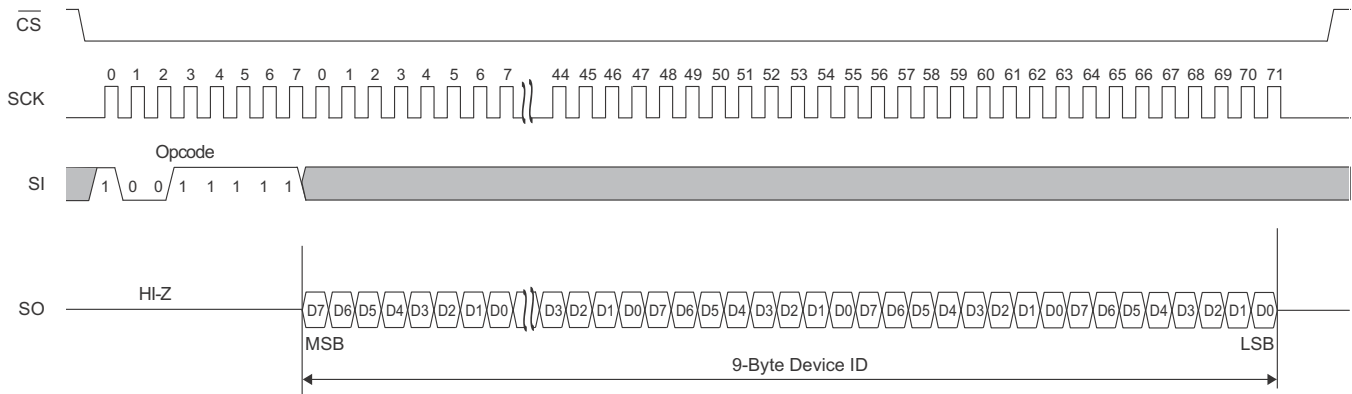 CS
0 1 2 3 4 5 6 7 0 1 2 3 4 5 6 7 44 45 46 47 48 49 50 51 52 53 54 55 56 57 58 59 60 61 62 63 64 65 66 67 68 69 70 71
SCK
Opcode
SI 1 0 0 1 1 1 1 1
HI-Z
SO D7 D6 D5 D4 D3 D2 D1 D0 D3 D2 D1 D0 D7 D6 D5 D4 D3 D2 D1 D0 D7 D6 D5 D4 D3 D2 D1 D0 D7 D6 D5 D4 D3 D2 D1 D0
MSB LSB
9-Byte Device ID